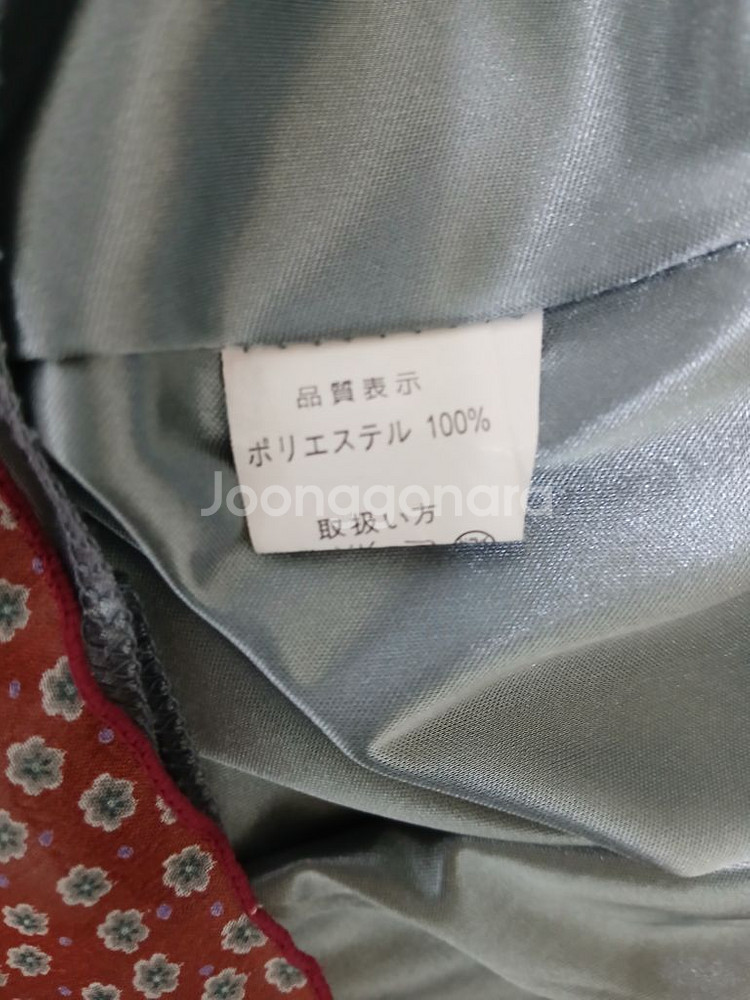 品質表示
ポリエステル 100%
Joonggonara
取扱い方